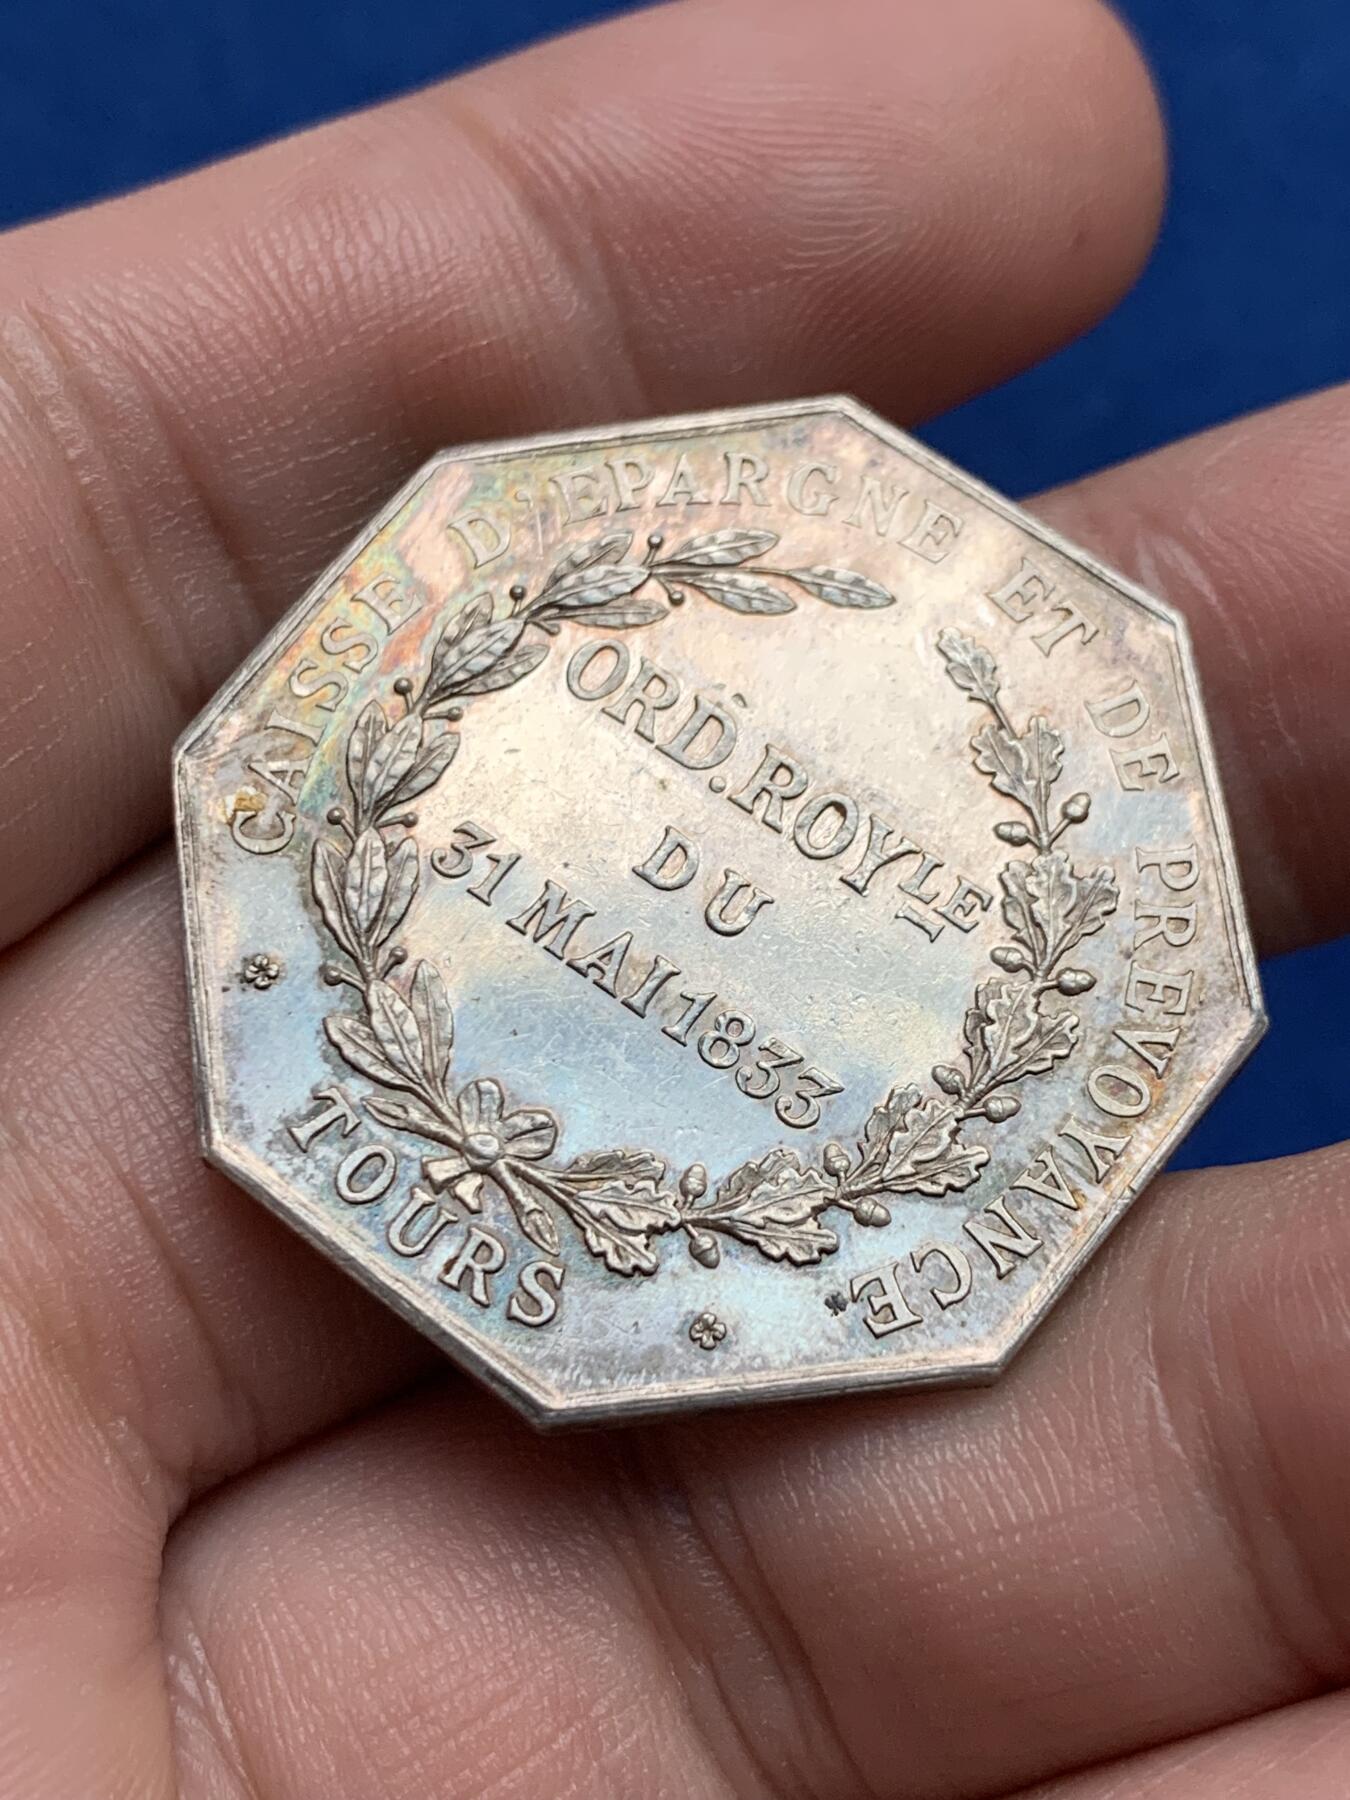 CAISSE D'EPARGNE ET DE PREVOYANCE
ORD. ROYLE
DU
31 MAI 1833
TOURS